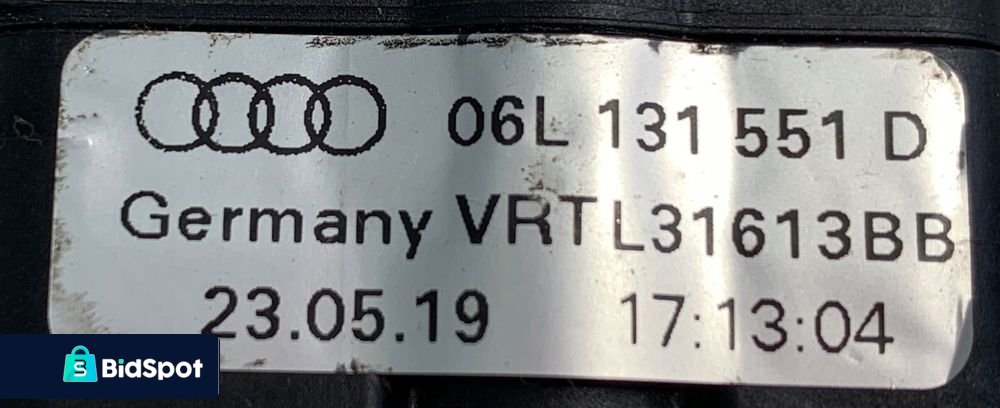 06L 131 551 D
Germany VRTL31613BB
23.05.19 17:13:04
BidSpot